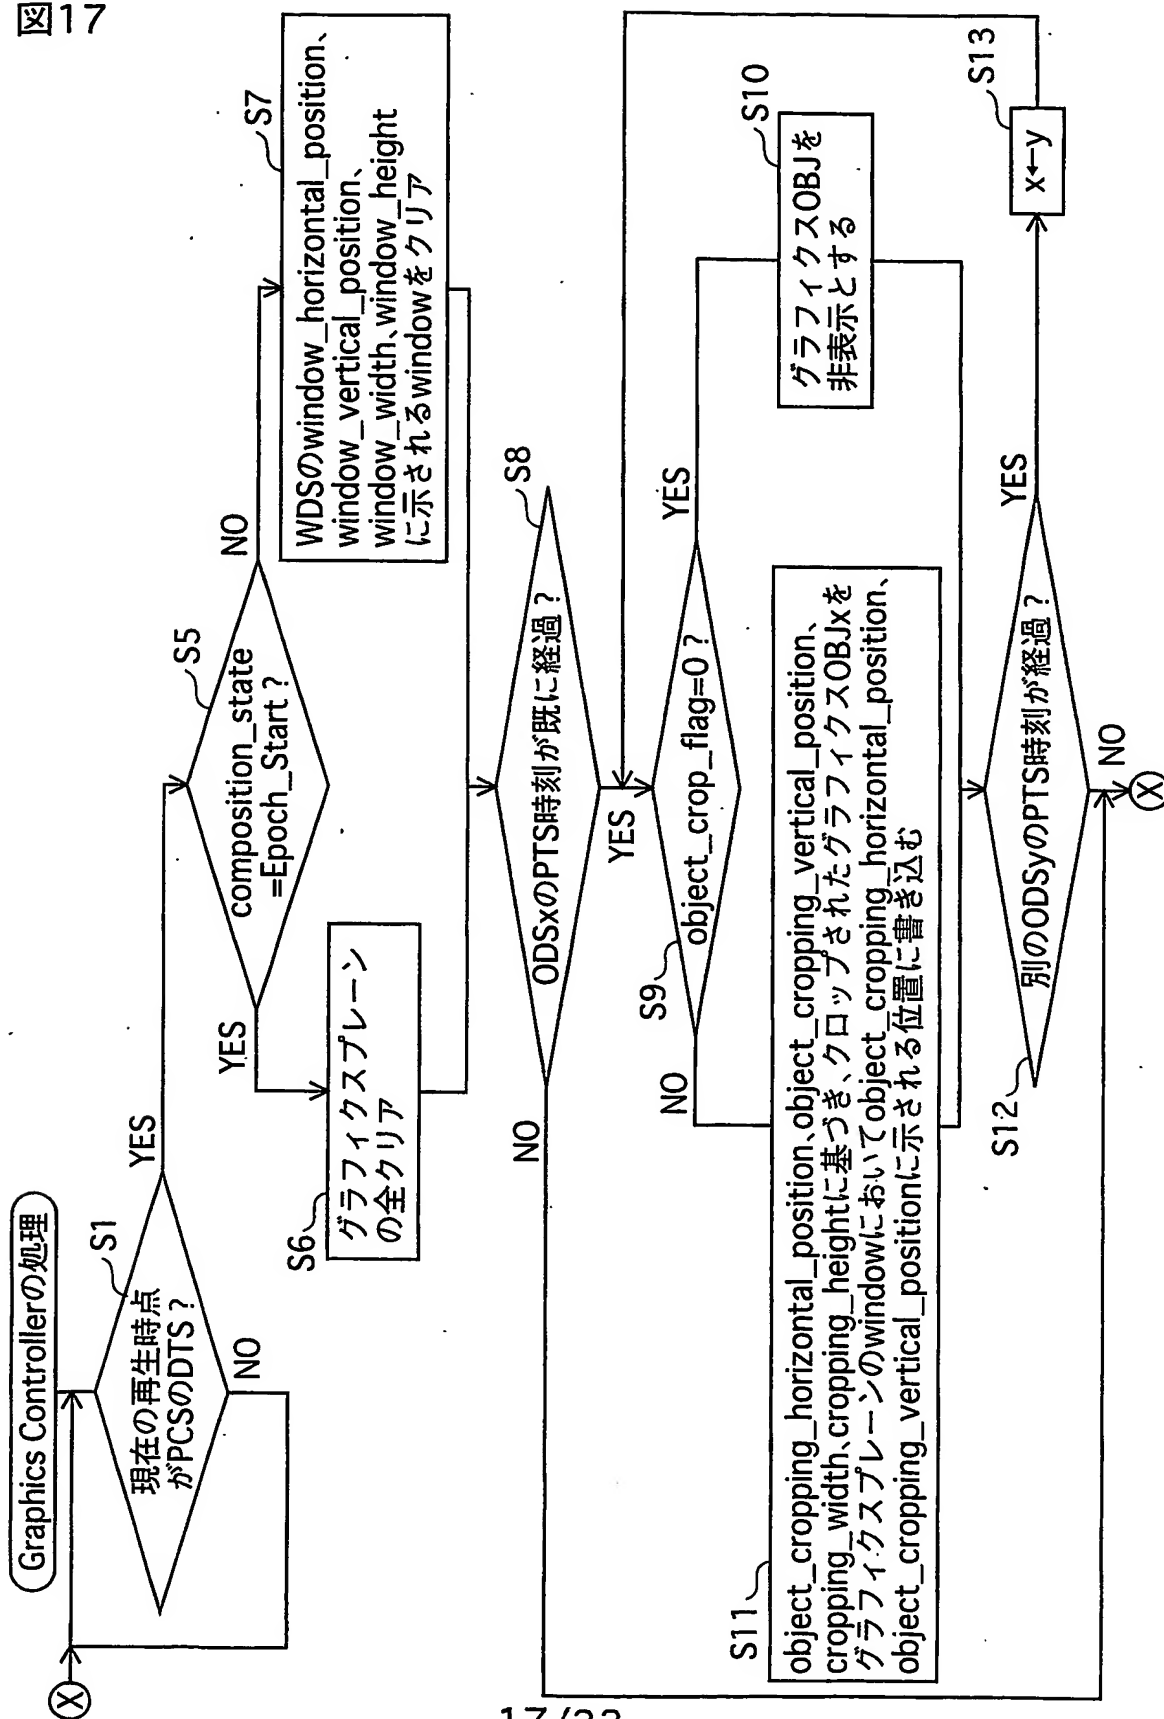 図17
Graphics Controllerの処理
S1
現在の再生時点
がPCSのDTS？
YES
NO
S5
composition_state
=Epoch_Start？
YES
NO
S6
グラフィクスプレーン
の全クリア
S7
WDSのwindow_horizontal_position、
window_vertical_position、
window_width、window_height
に示されるwindowをクリア
S8
ODSxのPTS時刻が既に経過？
NO
YES
S9
object_crop_flag=0？
NO
YES
S10
グラフィクスOBJを
非表示とする
S11
object_cropping_horizontal_position、object_cropping_vertical_position、
cropping_width、cropping_heightに基づき、クロップされたグラフィクスOBJxを
グラフィクスプレーンのwindowにおいてobject_cropping_horizontal_position、
object_cropping_vertical_positionに示される位置に書き込む
S12
別のODSyのPTS時刻が経過？
YES
NO
S13
x←y
X
X